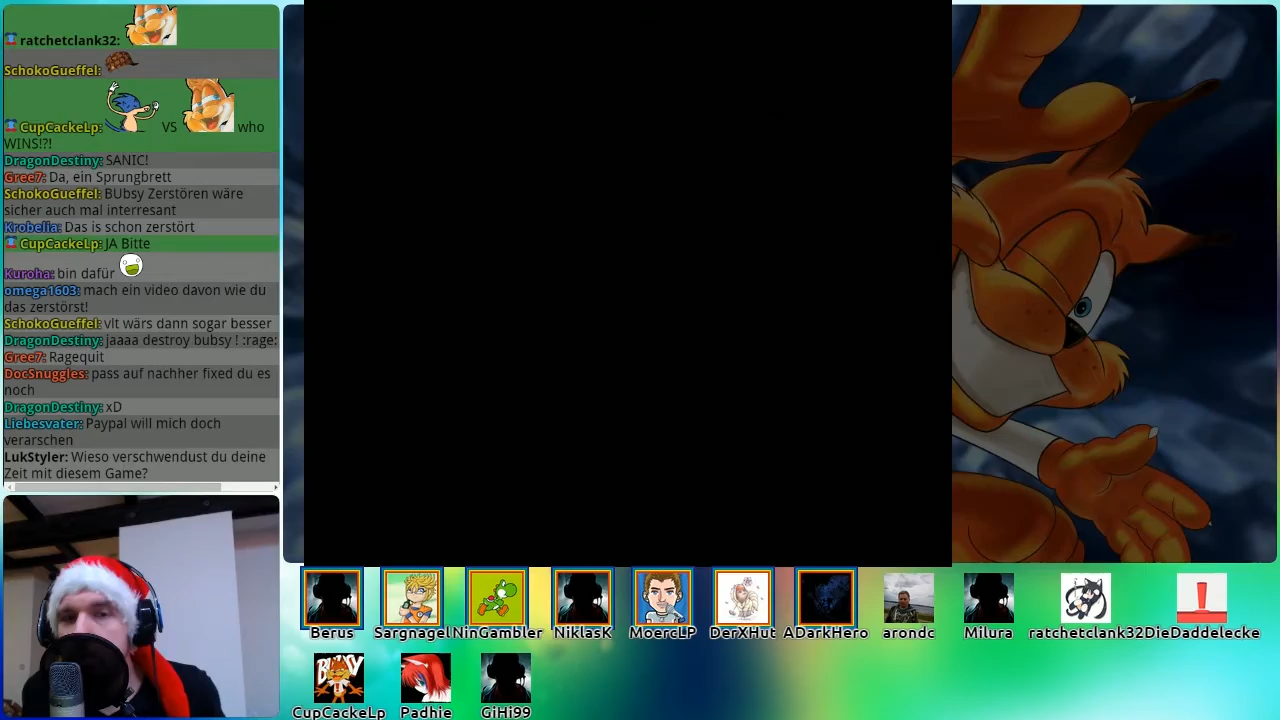 ratchetclank32:
SchokoGueffel:
CupCackeLp: VS who
WINS!?!
DragonDestiny: SANIC!
Gree7: Da, ein Sprungbrett
SchokoGueffel: BUbsy Zerstören wäre
sicher auch mal interresant
Krobelia: Das is schon zerstört
CupCackeLp: JA Bitte
Kuroha: bin dafür
omega1603: mach ein video davon wie du
das zerstörst!
SchokoGueffel: vlt wärs dann sogar besser
DragonDestiny: jaaaa destroy bubsy ! :rage:
Gree7: Ragequit
DocSnuggles: pass auf nachher fixed du es
noch
DragonDestiny: xD
Liebesvater: Paypal will mich doch
verarschen
LukStyler: Wieso verschwendust du deine
Zeit mit diesem Game?
Berus Sargnagel NinGambler NiklasK MoercLP DerXHut ADarkHero arondc Milura ratchetclank32 DieDaddelecke
BUBSY
CupCackeLp Padhie GiHi99